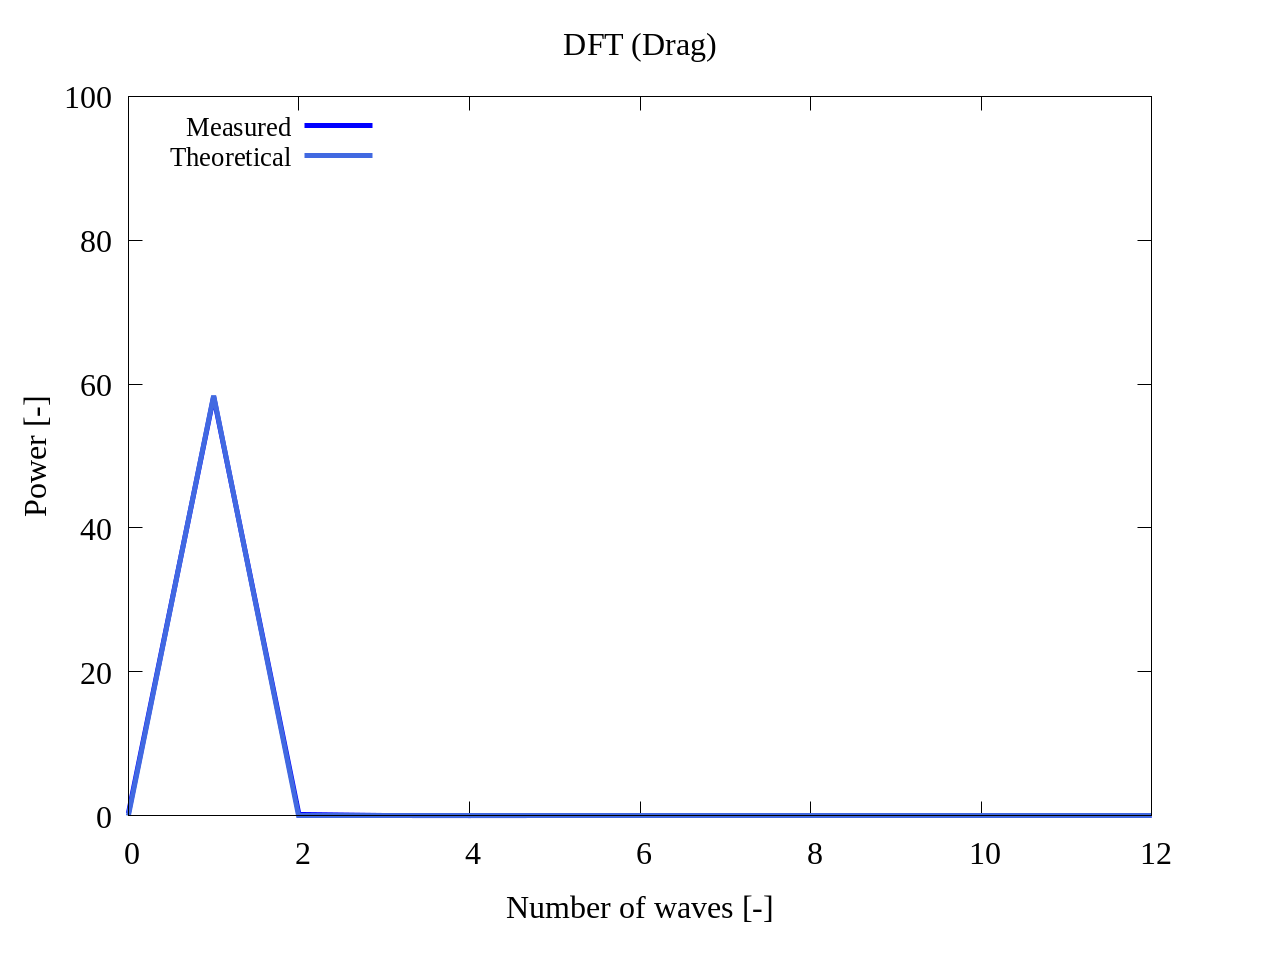 DFT (Drag)
100
80
60
40
20
0
Measured
Theoretical
Power [-]
0 2 4 6 8 10 12
Number of waves [-]